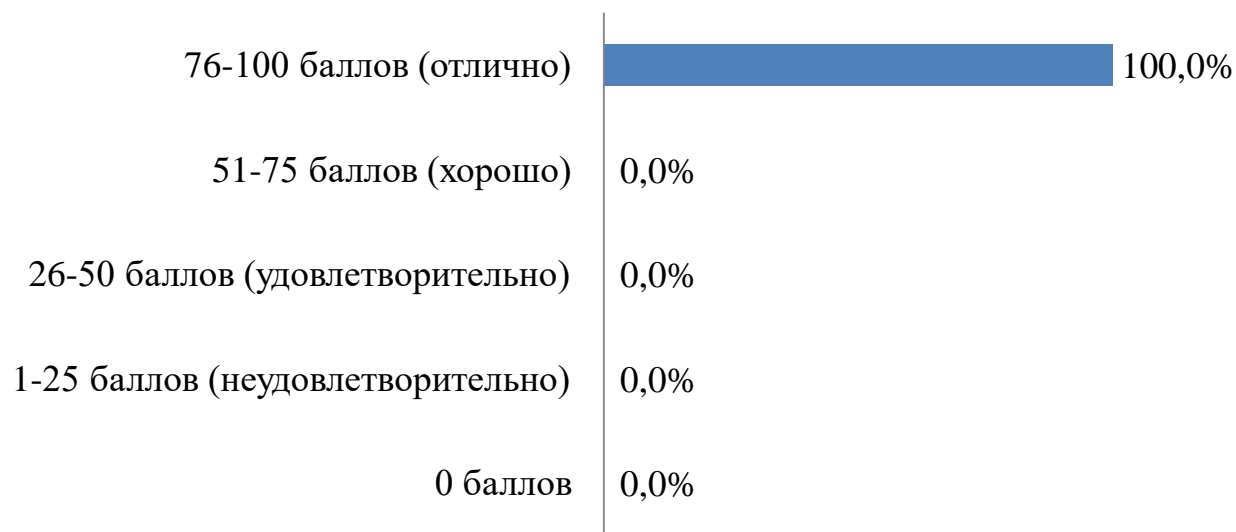 76-100 баллов (отлично) 100,0%
51-75 баллов (хорошо) 0,0%
26-50 баллов (удовлетворительно) 0,0%
1-25 баллов (неудовлетворительно) 0,0%
0 баллов 0,0%